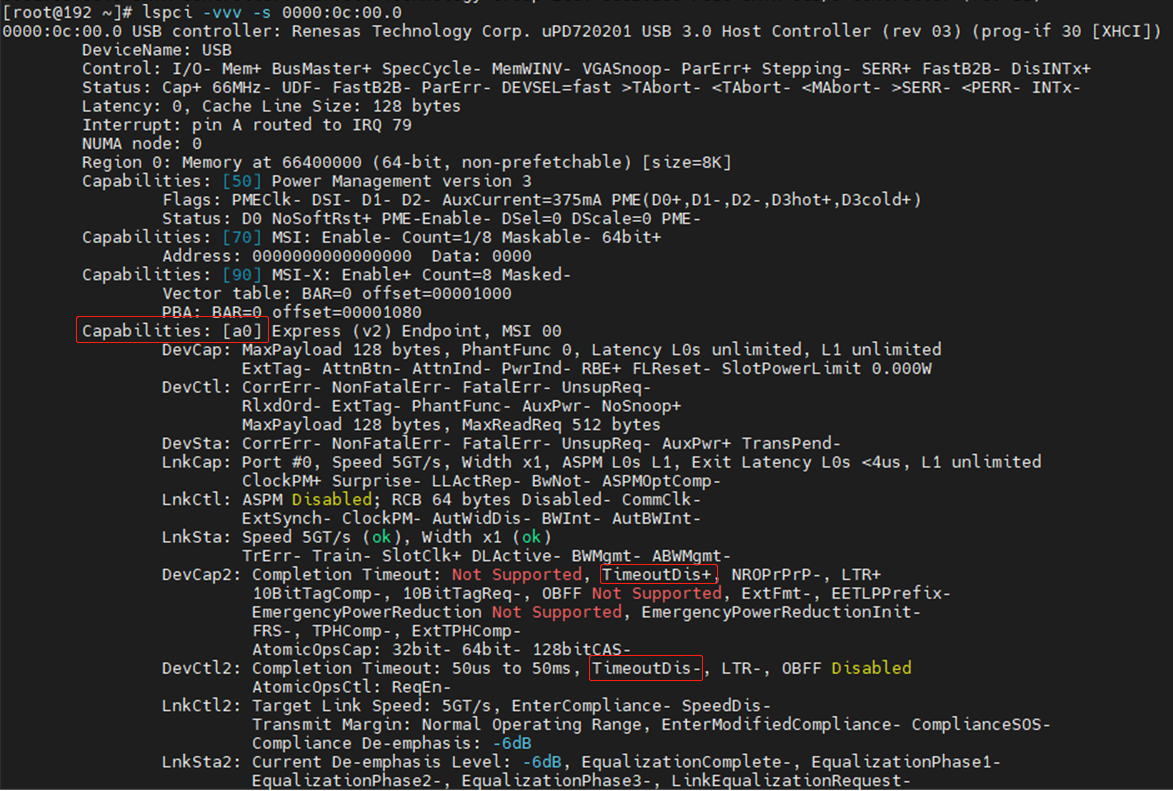 [root@192 ~]# lspci -vvv -s 0000:0c:00.0
0000:0c:00.0 USB controller: Renesas Technology Corp. uPD720201 USB 3.0 Host Controller (rev 03) (prog-if 30 [XHCI])
DeviceName: USB
Control: I/O- Mem+ BusMaster+ SpecCycle- MemWINV- VGASnoop- ParErr+ Stepping- SERR+ FastB2B- DisINTx+
Status: Cap+ 66MHz- UDF- FastB2B- ParErr- DEVSEL=fast >TAbort- <TAbort- <MAbort- >SERR- <PERR- INTx-
Latency: 0, Cache Line Size: 128 bytes
Interrupt: pin A routed to IRQ 79
NUMA node: 0
Region 0: Memory at 66400000 (64-bit, non-prefetchable) [size=8K]
Capabilities: [50] Power Management version 3
Flags: PMEClk- DSI- D1- D2- AuxCurrent=375mA PME(D0+,D1-,D2-,D3hot+,D3cold+)
Status: D0 NoSoftRst+ PME-Enable- DSel=0 DScale=0 PME-
Capabilities: [70] MSI: Enable- Count=1/8 Maskable- 64bit+
Address: 0000000000000000  Data: 0000
Capabilities: [90] MSI-X: Enable+ Count=8 Masked-
Vector table: BAR=0 offset=00001000
PBA: BAR=0 offset=00001080
Capabilities: [a0] Express (v2) Endpoint, MSI 00
DevCap: MaxPayload 128 bytes, PhantFunc 0, Latency L0s unlimited, L1 unlimited
ExtTag- AttnBtn- AttnInd- PwrInd- RBE+ FLReset- SlotPowerLimit 0.000W
DevCtl: CorrErr- NonFatalErr- FatalErr- UnsupReq-
RlxdOrd- ExtTag- PhantFunc- AuxPwr- NoSnoop+
MaxPayload 128 bytes, MaxReadReq 512 bytes
DevSta: CorrErr- NonFatalErr- FatalErr- UnsupReq- AuxPwr+ TransPend-
LnkCap: Port #0, Speed 5GT/s, Width x1, ASPM L0s L1, Exit Latency L0s <4us, L1 unlimited
ClockPM+ Surprise- LLActRep- BwNot- ASPMOptComp-
LnkCtl: ASPM Disabled; RCB 64 bytes Disabled- CommClk-
ExtSynch- ClockPM- AutWidDis- BWInt- AutBWInt-
LnkSta: Speed 5GT/s (ok), Width x1 (ok)
TrErr- Train- SlotClk+ DLActive- BWMgmt- ABWMgmt-
DevCap2: Completion Timeout: Not Supported, TimeoutDis+, NROPrPrP-, LTR+
10BitTagComp-, 10BitTagReq-, OBFF Not Supported, ExtFmt-, EETLPPrefix-
EmergencyPowerReduction Not Supported, EmergencyPowerReductionInit-
FRS-, TPHComp-, ExtTPHComp-
AtomicOpsCap: 32bit- 64bit- 128bitCAS-
DevCtl2: Completion Timeout: 50us to 50ms, TimeoutDis-, LTR-, OBFF Disabled
AtomicOpsCtl: ReqEn-
LnkCtl2: Target Link Speed: 5GT/s, EnterCompliance- SpeedDis-
Transmit Margin: Normal Operating Range, EnterModifiedCompliance- ComplianceSOS-
Compliance De-emphasis: -6dB
LnkSta2: Current De-emphasis Level: -6dB, EqualizationComplete-, EqualizationPhase1-
EqualizationPhase2-, EqualizationPhase3-, LinkEqualizationRequest-